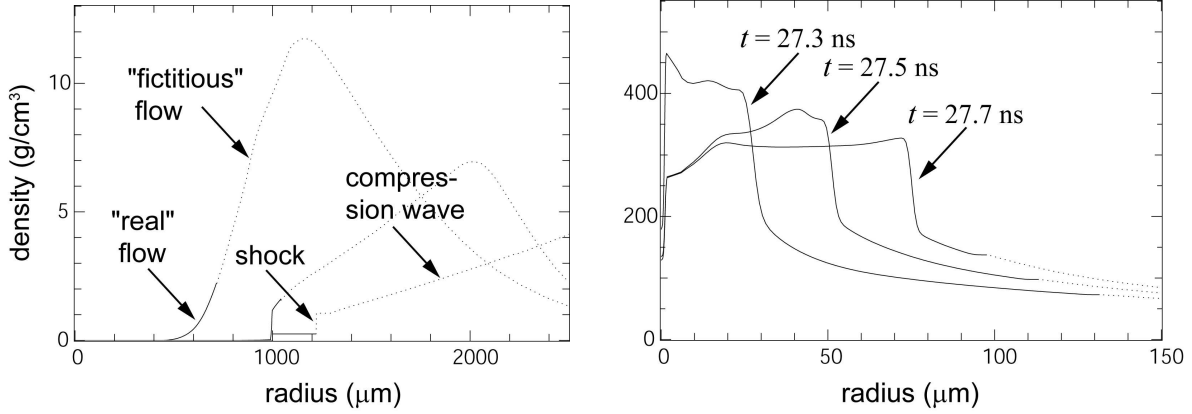 density (g/cm³)
10
5
0
"fictitious"
flow
"real"
flow
shock
compres-
sion wave
0
1000
2000
radius (μm)
400
200
0
t = 27.3 ns
t = 27.5 ns
t = 27.7 ns
0
50
100
150
radius (μm)